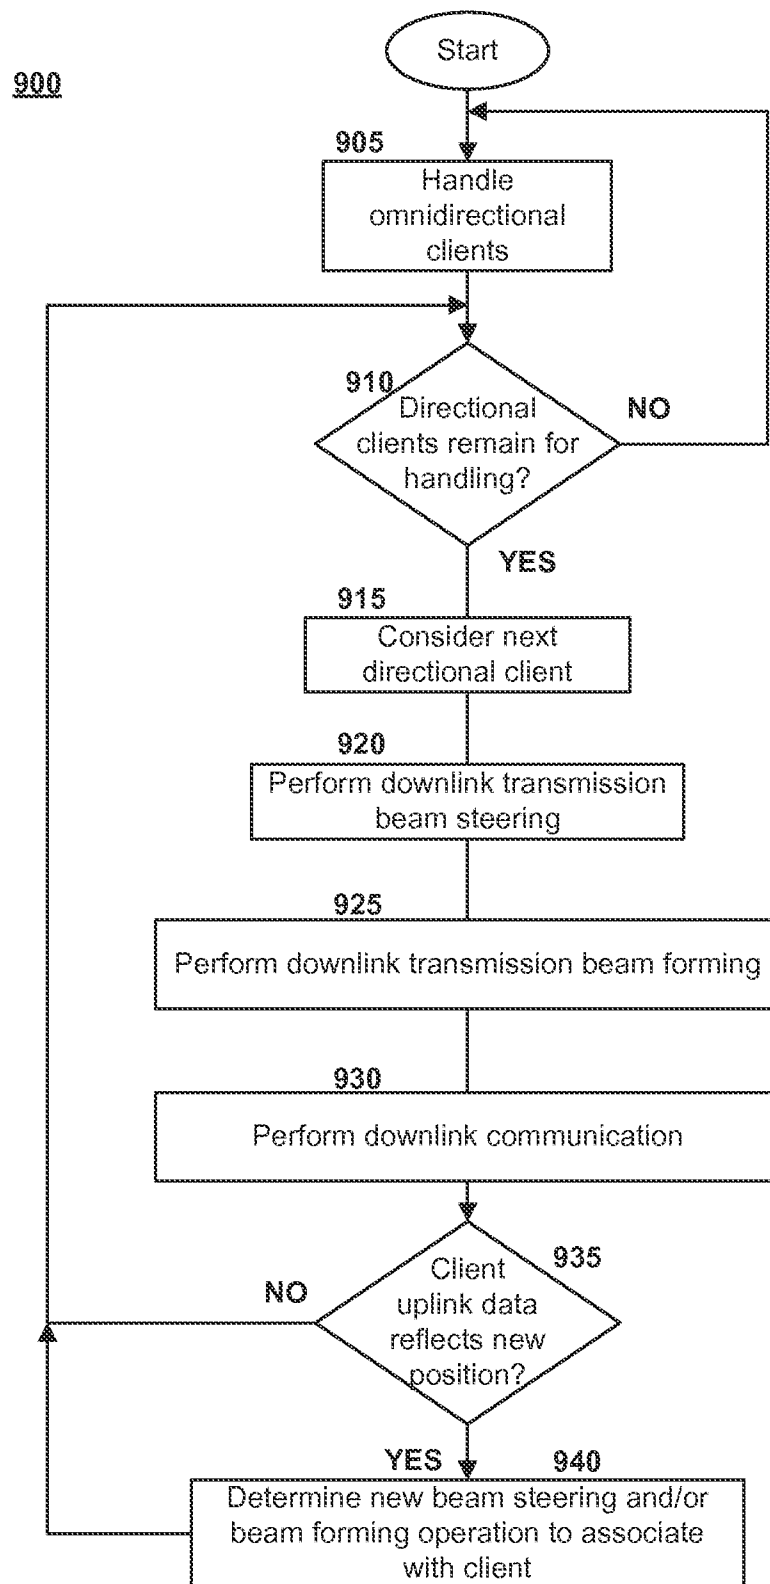 Start
900
905
Handle
omnidirectional
clients
910
Directional
clients remain for
handling?
NO
YES
915
Consider next
directional client
920
Perform downlink transmission
beam steering
925
Perform downlink transmission beam forming
930
Perform downlink communication
935
Client
uplink data
reflects new
position?
NO
YES
940
Determine new beam steering and/or
beam forming operation to associate
with client